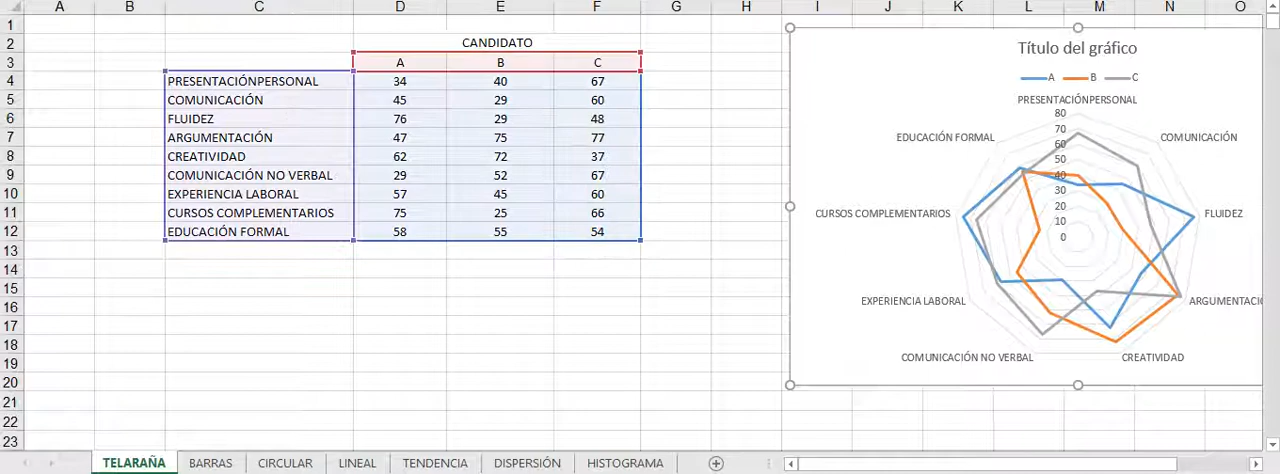 A B C D E F G H I J K L M N O
1
2 CANDIDATO
3 A B C
4 PRESENTACIÓNPERSONAL 34 40 67
5 COMUNICACIÓN 45 29 60
6 FLUIDEZ 76 29 48
7 ARGUMENTACIÓN 47 75 77
8 CREATIVIDAD 62 72 37
9 COMUNICACIÓN NO VERBAL 29 52 67
10 EXPERIENCIA LABORAL 57 45 60
11 CURSOS COMPLEMENTARIOS 75 25 66
12 EDUCACIÓN FORMAL 58 55 54
13
14
15
16
17
18
19
20
21
22
23
Título del gráfico
A B C
PRESENTACIÓNPERSONAL
80
70
60
50
40
30
20
10
0
EDUCACIÓN FORMAL COMUNICACIÓN
CURSOS COMPLEMENTARIOS FLUIDEZ
EXPERIENCIA LABORAL ARGUMENTACIÓ
COMUNICACIÓN NO VERBAL CREATIVIDAD
TELARAÑA BARRAS CIRCULAR LINEAL TENDENCIA DISPERSIÓN HISTOGRAMA